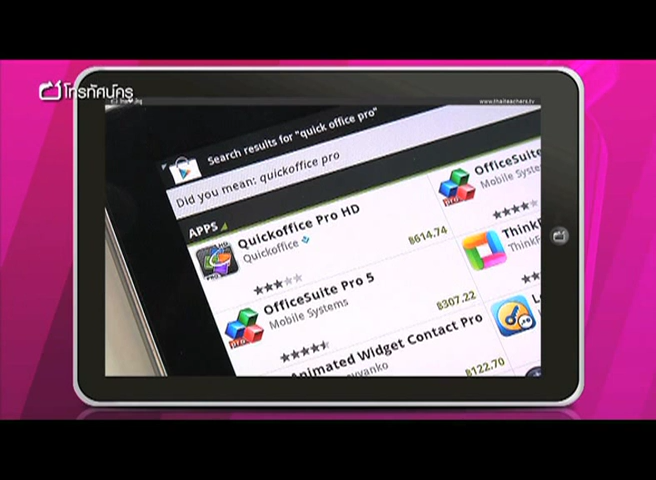 โทรทัศน์ครู
www.thaiteachers.tv
Search results for "quick office pro"
Did you mean: quickoffice pro
APPS
Quickoffice Pro HD
Quickoffice
฿614.74
OfficeSuite
Mobile Systems
OfficeSuite Pro 5
Mobile Systems
฿307.22
Animated Widget Contact Pro
฿122.70